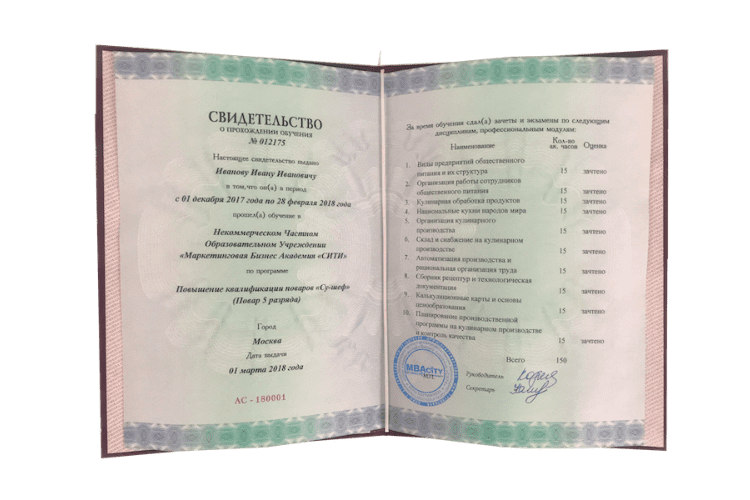 СВИДЕТЕЛЬСТВО
О ПРОХОЖДЕНИИ ОБУЧЕНИЯ
№ 012175
Настоящее свидетельство выдано
Иванову Ивану Ивановичу
в том,что он(а) в период
с 01 декабря 2017 года по 28 февраля 2018 года
прошел(а) обучение в
Некоммерческом Частном
Образовательном Учреждении
«Маркетинговая Бизнес Академия «СИТИ»
по программе
Повышение квалификации поваров «Су-шеф»
(Повар 5 разряда)
Город
Москва
Дата выдачи
01 марта 2018 года
АС - 180001
За время обучения сдал(а) зачеты и экзамены по следующим
дисциплинам, профессиональным модулям:
Наименование Кол-во ак. часов Оценка
1. Виды предприятий общественного
питания и их структура 15 зачтено
2. Организация работы сотрудников
общественного питания 15 зачтено
3. Кулинарная обработка продуктов 15 зачтено
4. Национальные кухни народов мира 15 зачтено
5. Организация кулинарного
производства 15 зачтено
6. Склад и снабжение на кулинарном
производстве 15 зачтено
7. Автоматизация производства и
рациональная организация труда 15 зачтено
8. Сборник рецептур и технологическая
документация 15 зачтено
9. Калькуляционные карты и основы
ценообразования 15 зачтено
10. Планирование производственной
программы на кулинарном производстве
и контроль качества 15 зачтено
Всего 150
MBAcity
Руководитель
Секретарь